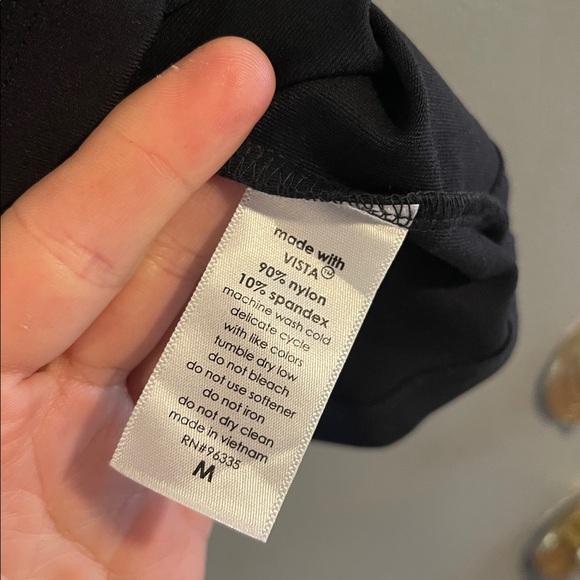 made with
VISTA™
90% nylon
10% spandex
machine wash cold
delicate cycle
with like colors
tumble dry low
do not bleach
do not use softener
do not iron
do not dry clean
made in vietnam
RN#96335
M